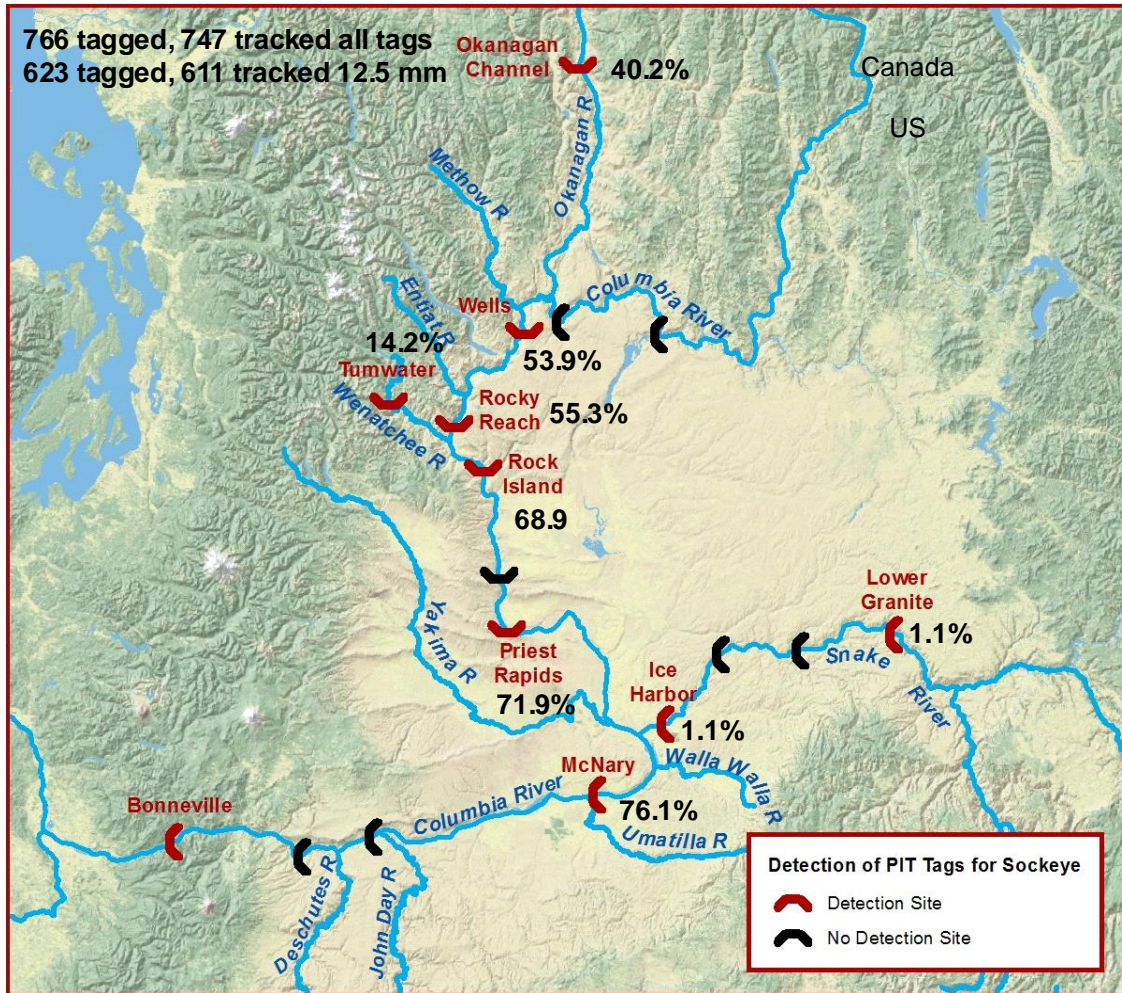 766 tagged, 747 tracked all tags
623 tagged, 611 tracked 12.5 mm
Okanagan
Channel
40.2%
Canada
US
Okanagan R
Methow R
Columbia River
Wells
Entiat R
14.2%
Tumwater
53.9%
Rocky
Reach
55.3%
Wenatchee R
Rock
Island
68.9
Lower
Granite
1.1%
Yakima R
Priest
Rapids
71.9%
Ice
Harbor
Snake
River
1.1%
Walla Walla R
McNary
76.1%
Bonneville
Columbia River
Umatilla R
Deschutes R
John Day R
Detection of PIT Tags for Sockeye
Detection Site
No Detection Site